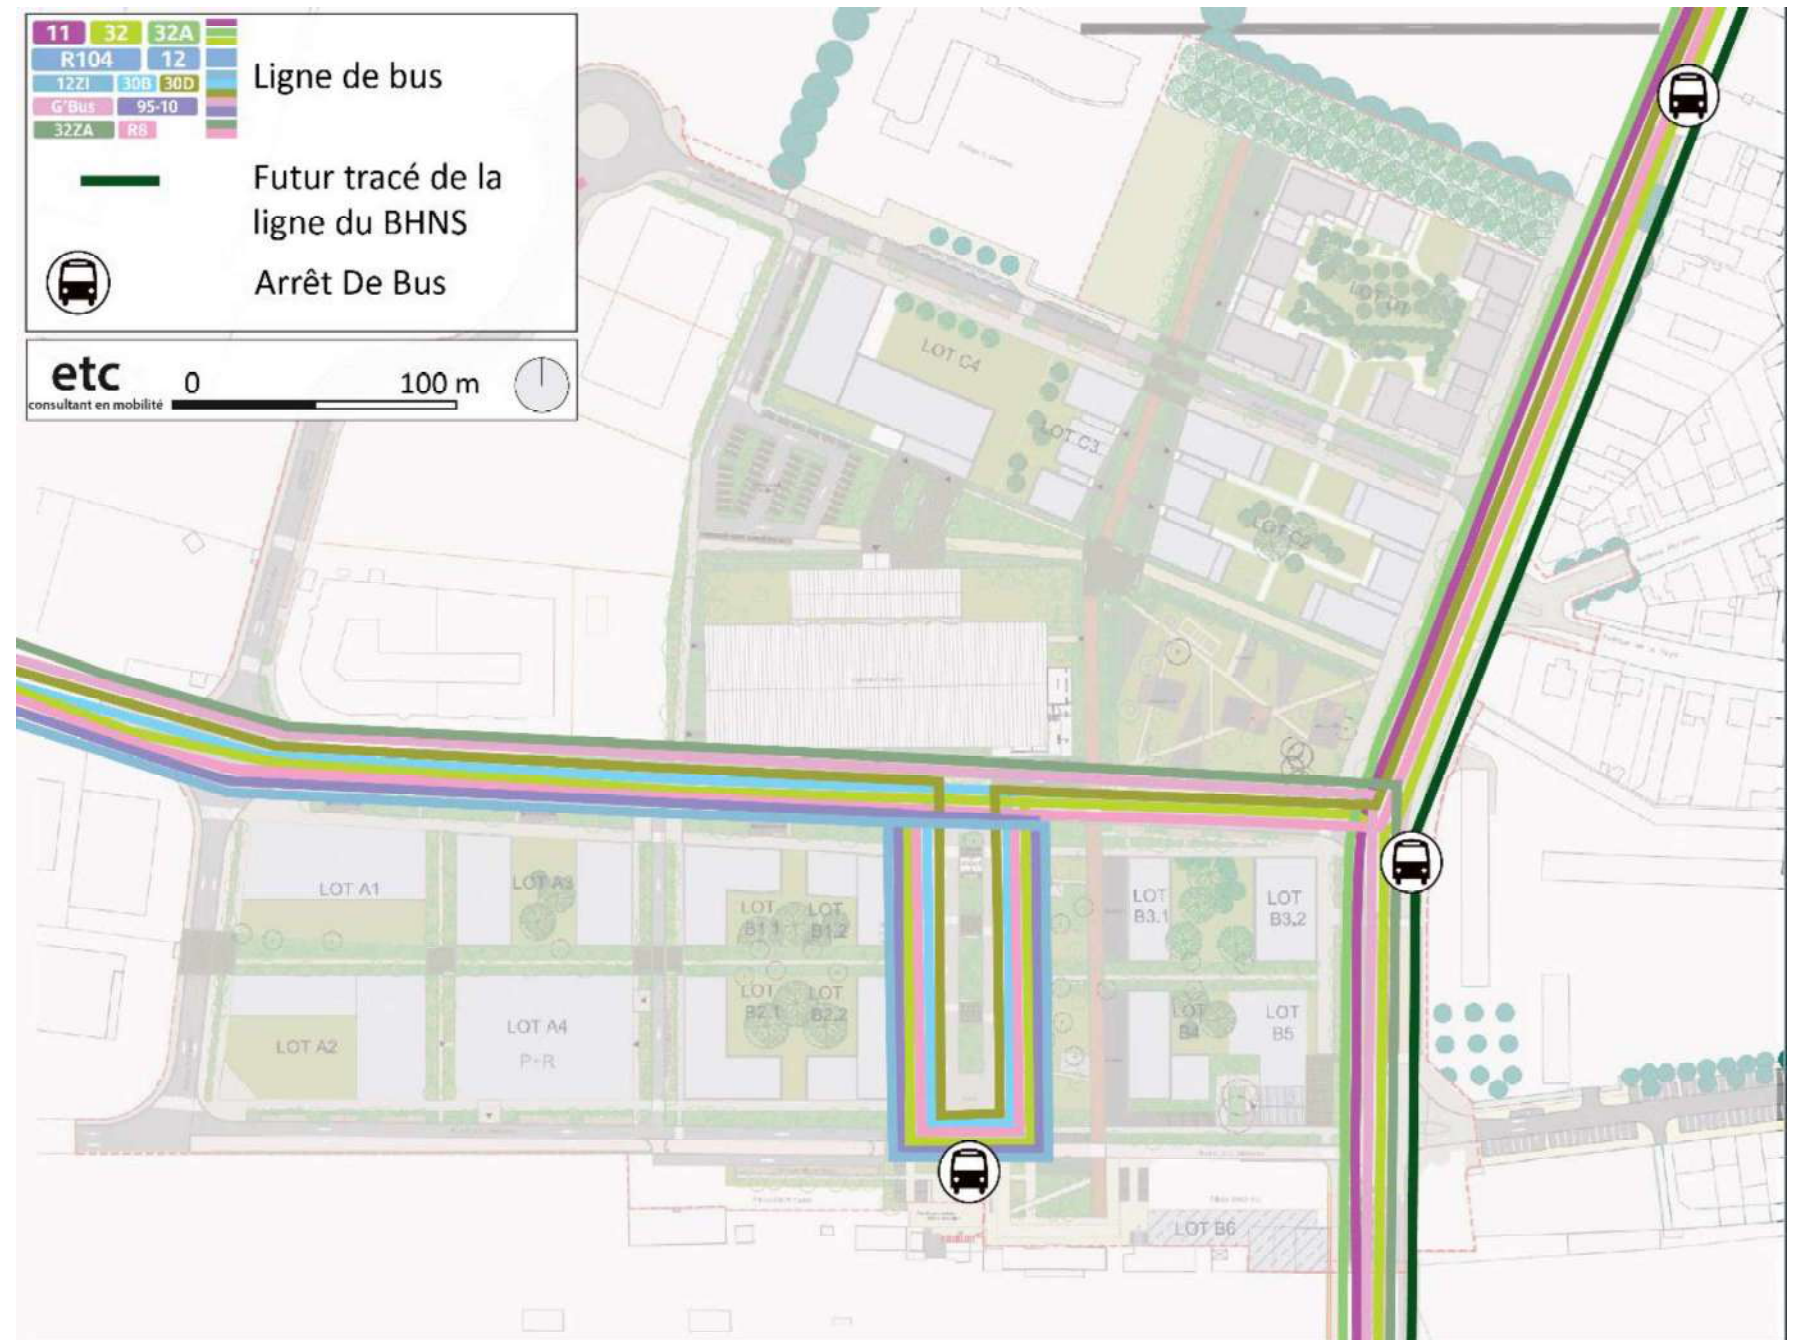 11 32 32A
R104 12
12ZI 30B 30D
G'Bus 95-10
32ZA R8
Ligne de bus
Futur tracé de la
ligne du BHNS
Arrêt De Bus
etc
consultant en mobilité
0 100 m
LOT C4
LOT C3
LOT C2
LOT A1
LOT A3
LOT
B1.1
LOT
B1.2
LOT
B3.1
LOT
B3.2
LOT A2
LOT A4
P+R
LOT
B2.1
LOT
B2.2
LOT
B4
LOT
B5
LOT B6